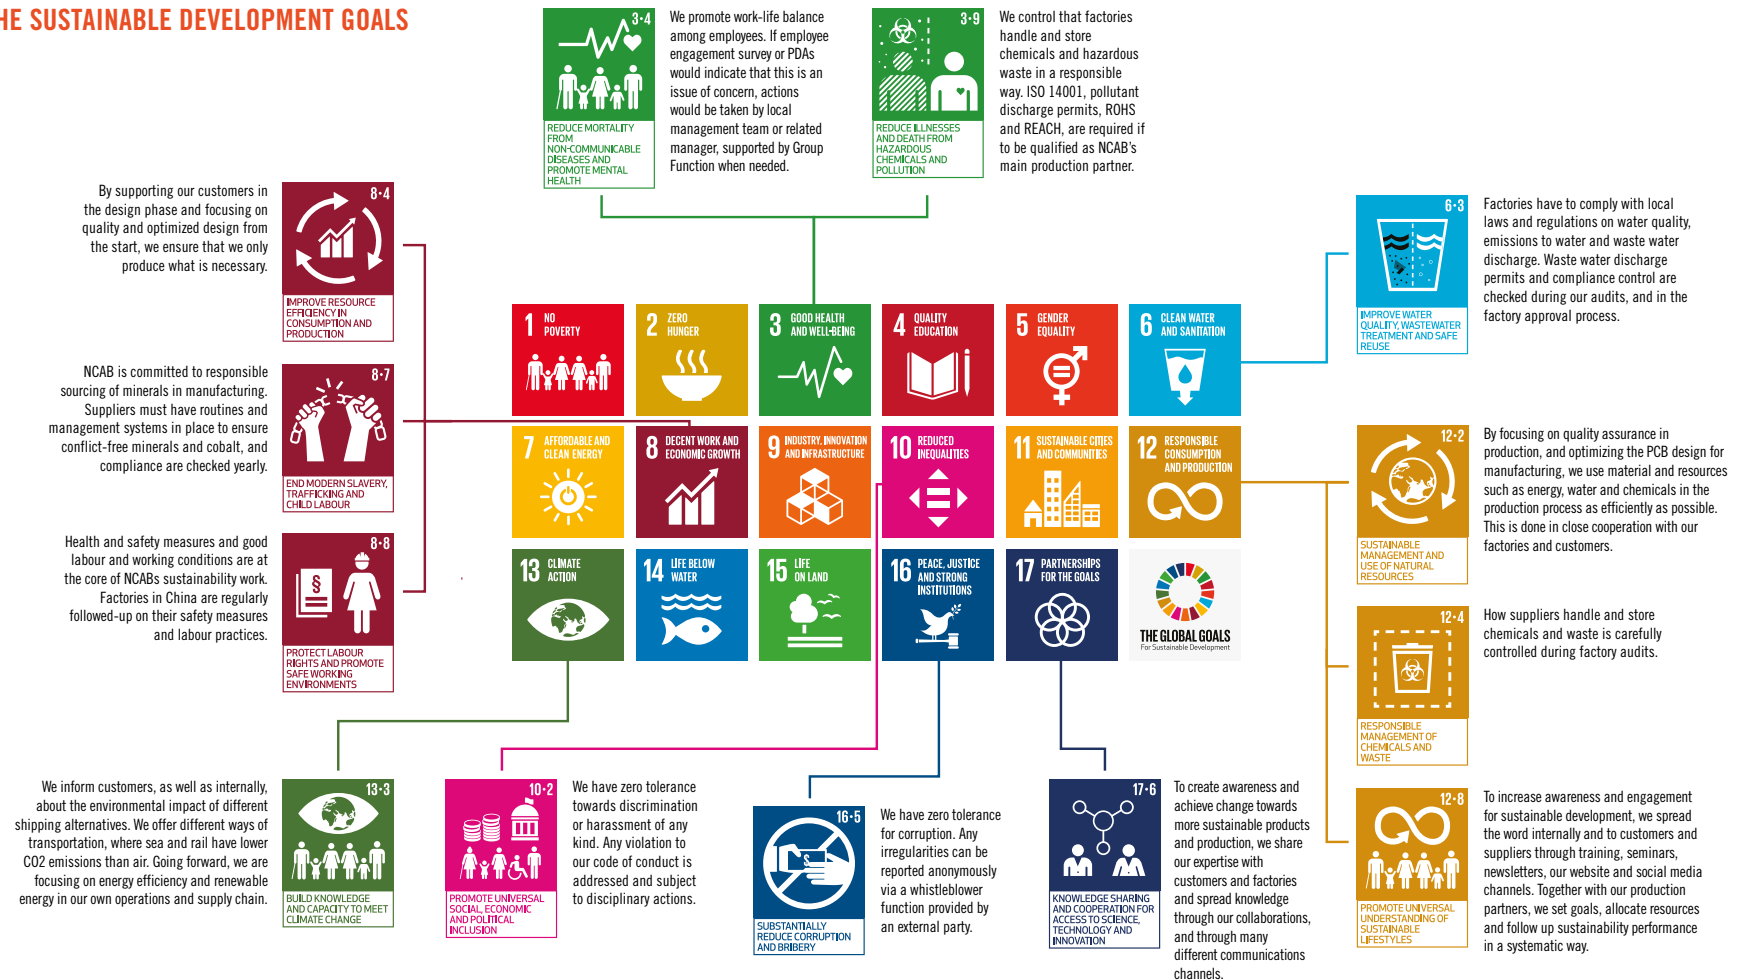 HE SUSTAINABLE DEVELOPMENT GOALS
3·4
REDUCE MORTALITY
FROM
NON-COMMUNICABLE
DISEASES AND
PROMOTE MENTAL
HEALTH
We promote work-life balance
among employees. If employee
engagement survey or PDAs
would indicate that this is an
issue of concern, actions
would be taken by local
management team or related
manager, supported by Group
Function when needed.
3·9
REDUCE ILLNESSES
AND DEATH FROM
HAZARDOUS
CHEMICALS AND
POLLUTION
We control that factories
handle and store
chemicals and hazardous
waste in a responsible
way. ISO 14001, pollutant
discharge permits, ROHS
and REACH, are required if
to be qualified as NCAB's
main production partner.
By supporting our customers in
the design phase and focusing on
quality and optimized design from
the start, we ensure that we only
produce what is necessary.
8·4
IMPROVE RESOURCE
EFFICIENCY IN
CONSUMPTION AND
PRODUCTION
NCAB is committed to responsible
sourcing of minerals in manufacturing.
Suppliers must have routines and
management systems in place to ensure
conflict-free minerals and cobalt, and
compliance are checked yearly.
8·7
END MODERN SLAVERY,
TRAFFICKING AND
CHILD LABOUR
Health and safety measures and good
labour and working conditions are at
the core of NCABs sustainability work.
Factories in China are regularly
followed-up on their safety measures
and labour practices.
8·8
§
PROTECT LABOUR
RIGHTS AND PROMOTE
SAFE WORKING
ENVIRONMENTS
1 NO
POVERTY
2 ZERO
HUNGER
3 GOOD HEALTH
AND WELL-BEING
4 QUALITY
EDUCATION
5 GENDER
EQUALITY
6 CLEAN WATER
AND SANITATION
7 AFFORDABLE AND
CLEAN ENERGY
8 DECENT WORK AND
ECONOMIC GROWTH
9 INDUSTRY, INNOVATION
AND INFRASTRUCTURE
10 REDUCED
INEQUALITIES
11 SUSTAINABLE CITIES
AND COMMUNITIES
12 RESPONSIBLE
CONSUMPTION
AND PRODUCTION
13 CLIMATE
ACTION
14 LIFE BELOW
WATER
15 LIFE
ON LAND
16 PEACE, JUSTICE
AND STRONG
INSTITUTIONS
17 PARTNERSHIPS
FOR THE GOALS
THE GLOBAL GOALS
For Sustainable Development
6·3
IMPROVE WATER
QUALITY, WASTEWATER
TREATMENT AND SAFE
REUSE
Factories have to comply with local
laws and regulations on water quality,
emissions to water and waste water
discharge. Waste water discharge
permits and compliance control are
checked during our audits, and in the
factory approval process.
12·2
SUSTAINABLE
MANAGEMENT AND
USE OF NATURAL
RESOURCES
By focusing on quality assurance in
production, and optimizing the PCB design for
manufacturing, we use material and resources
such as energy, water and chemicals in the
production process as efficiently as possible.
This is done in close cooperation with our
factories and customers.
12·4
RESPONSIBLE
MANAGEMENT OF
CHEMICALS AND
WASTE
How suppliers handle and store
chemicals and waste is carefully
controlled during factory audits.
12·8
PROMOTE UNIVERSAL
UNDERSTANDING OF
SUSTAINABLE
LIFESTYLES
To increase awareness and engagement
for sustainable development, we spread
the word internally and to customers and
suppliers through training, seminars,
newsletters, our website and social media
channels. Together with our production
partners, we set goals, allocate resources
and follow up sustainability performance
in a systematic way.
We inform customers, as well as internally,
about the environmental impact of different
shipping alternatives. We offer different ways of
transportation, where sea and rail have lower
CO2 emissions than air. Going forward, we are
focusing on energy efficiency and renewable
energy in our own operations and supply chain.
13·3
BUILD KNOWLEDGE
AND CAPACITY TO MEET
CLIMATE CHANGE
10·2
PROMOTE UNIVERSAL
SOCIAL, ECONOMIC
AND POLITICAL
INCLUSION
We have zero tolerance
towards discrimination
or harassment of any
kind. Any violation to
our code of conduct is
addressed and subject
to disciplinary actions.
16·5
$
SUBSTANTIALLY
REDUCE CORRUPTION
AND BRIBERY
We have zero tolerance
for corruption. Any
irregularities can be
reported anonymously
via a whistleblower
function provided by
an external party.
17·6
KNOWLEDGE SHARING
AND COOPERATION FOR
ACCESS TO SCIENCE,
TECHNOLOGY AND
INNOVATION
To create awareness and
achieve change towards
more sustainable products
and production, we share
our expertise with
customers and factories
and spread knowledge
through our collaborations,
and through many
different communications
channels.